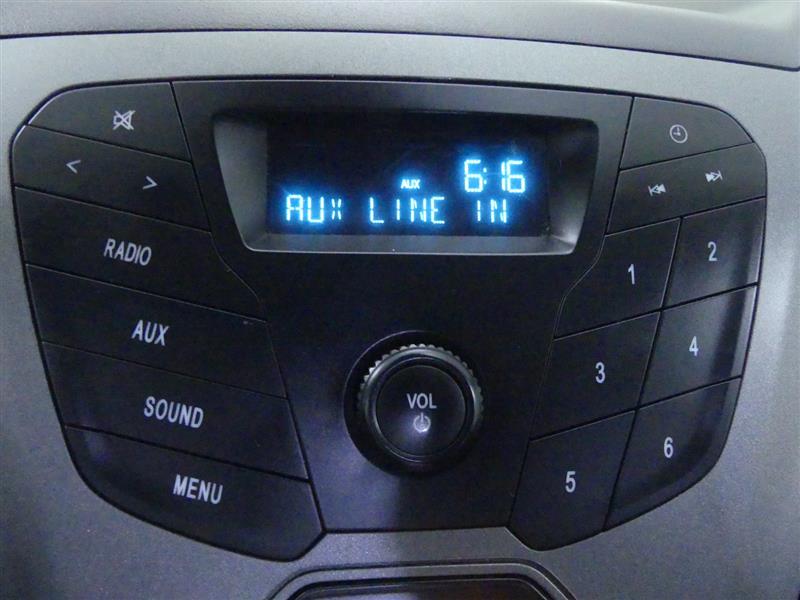 6:16
AUX
AUX LINE IN
RADIO
AUX
SOUND
MENU
VOL
1
2
3
4
5
6